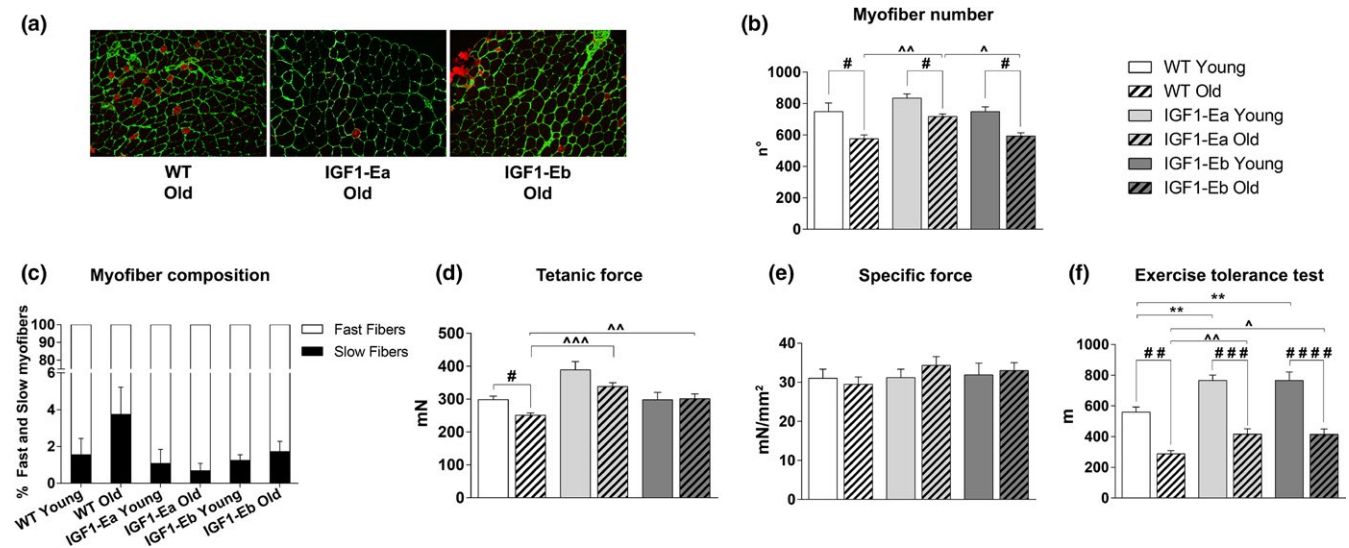 (a)
WT
Old
IGF1-Ea
Old
IGF1-Eb
Old
(b)
Myofiber number
n°
1000
800
600
400
200
0
#
#
#
^^
^
WT Young
WT Old
IGF1-Ea Young
IGF1-Ea Old
IGF1-Eb Young
IGF1-Eb Old
(c)
Myofiber composition
% Fast and Slow myofibers
100
90
80
6
4
2
0
WT Young
WT Old
IGF1-Ea Young
IGF1-Ea Old
IGF1-Eb Young
IGF1-Eb Old
Fast Fibers
Slow Fibers
(d)
Tetanic force
mN
500
400
300
200
100
0
#
^^^
^^
(e)
Specific force
mN/mm²
40
30
20
10
0
(f)
Exercise tolerance test
m
1000
800
600
400
200
0
**
**
^
^^
##
###
####